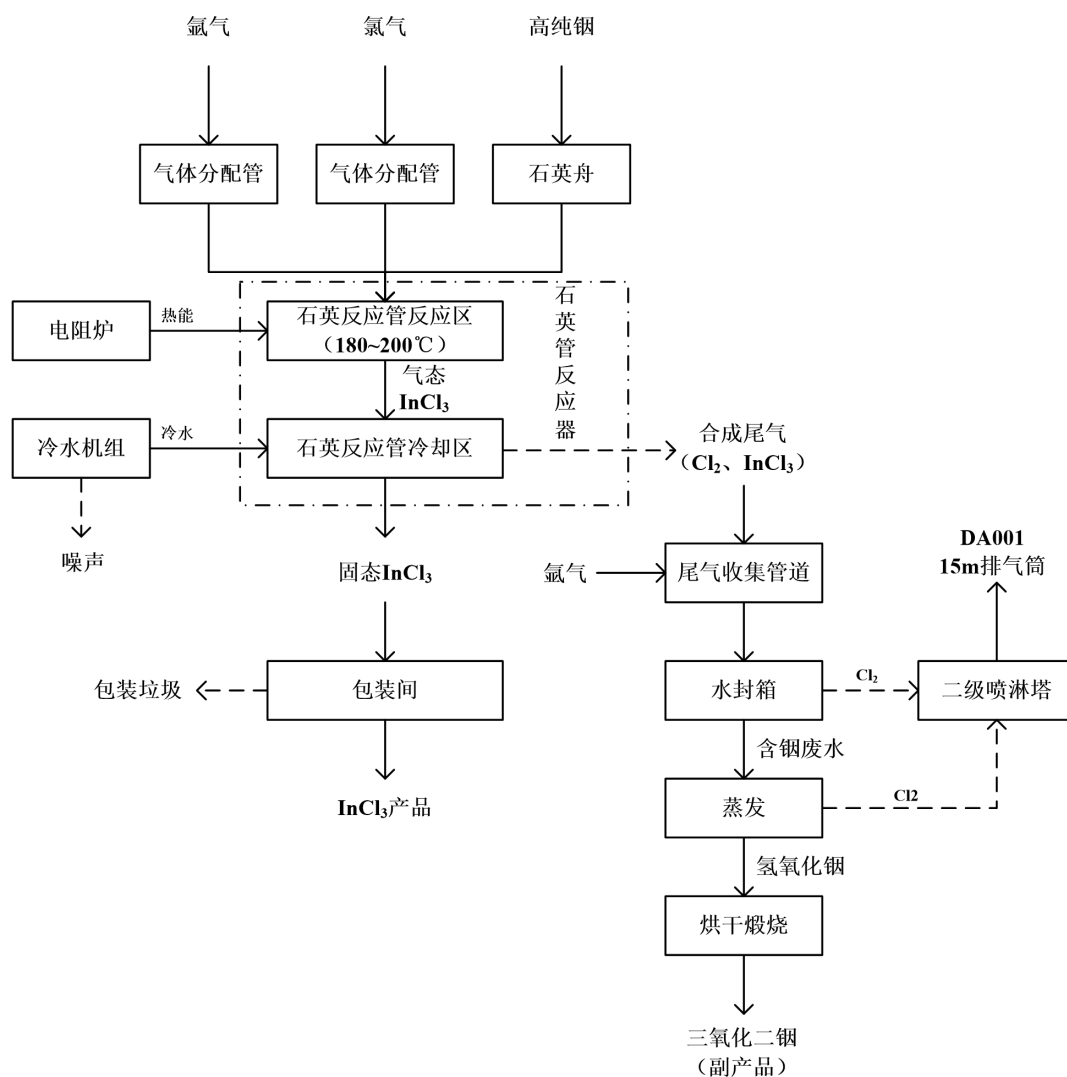 氩气
氯气
高纯铟
气体分配管
气体分配管
石英舟
石英管反应器
电阻炉
热能
石英反应管反应区
（180~200℃）
气态
InCl₃
冷水机组
冷水
石英反应管冷却区
合成尾气
（Cl₂、InCl₃）
噪声
固态InCl₃
氩气
尾气收集管道
DA001
15m排气筒
包装垃圾
包装间
水封箱
Cl₂
二级喷淋塔
含铟废水
InCl₃产品
蒸发
Cl2
氢氧化铟
烘干煅烧
三氧化二铟
（副产品）